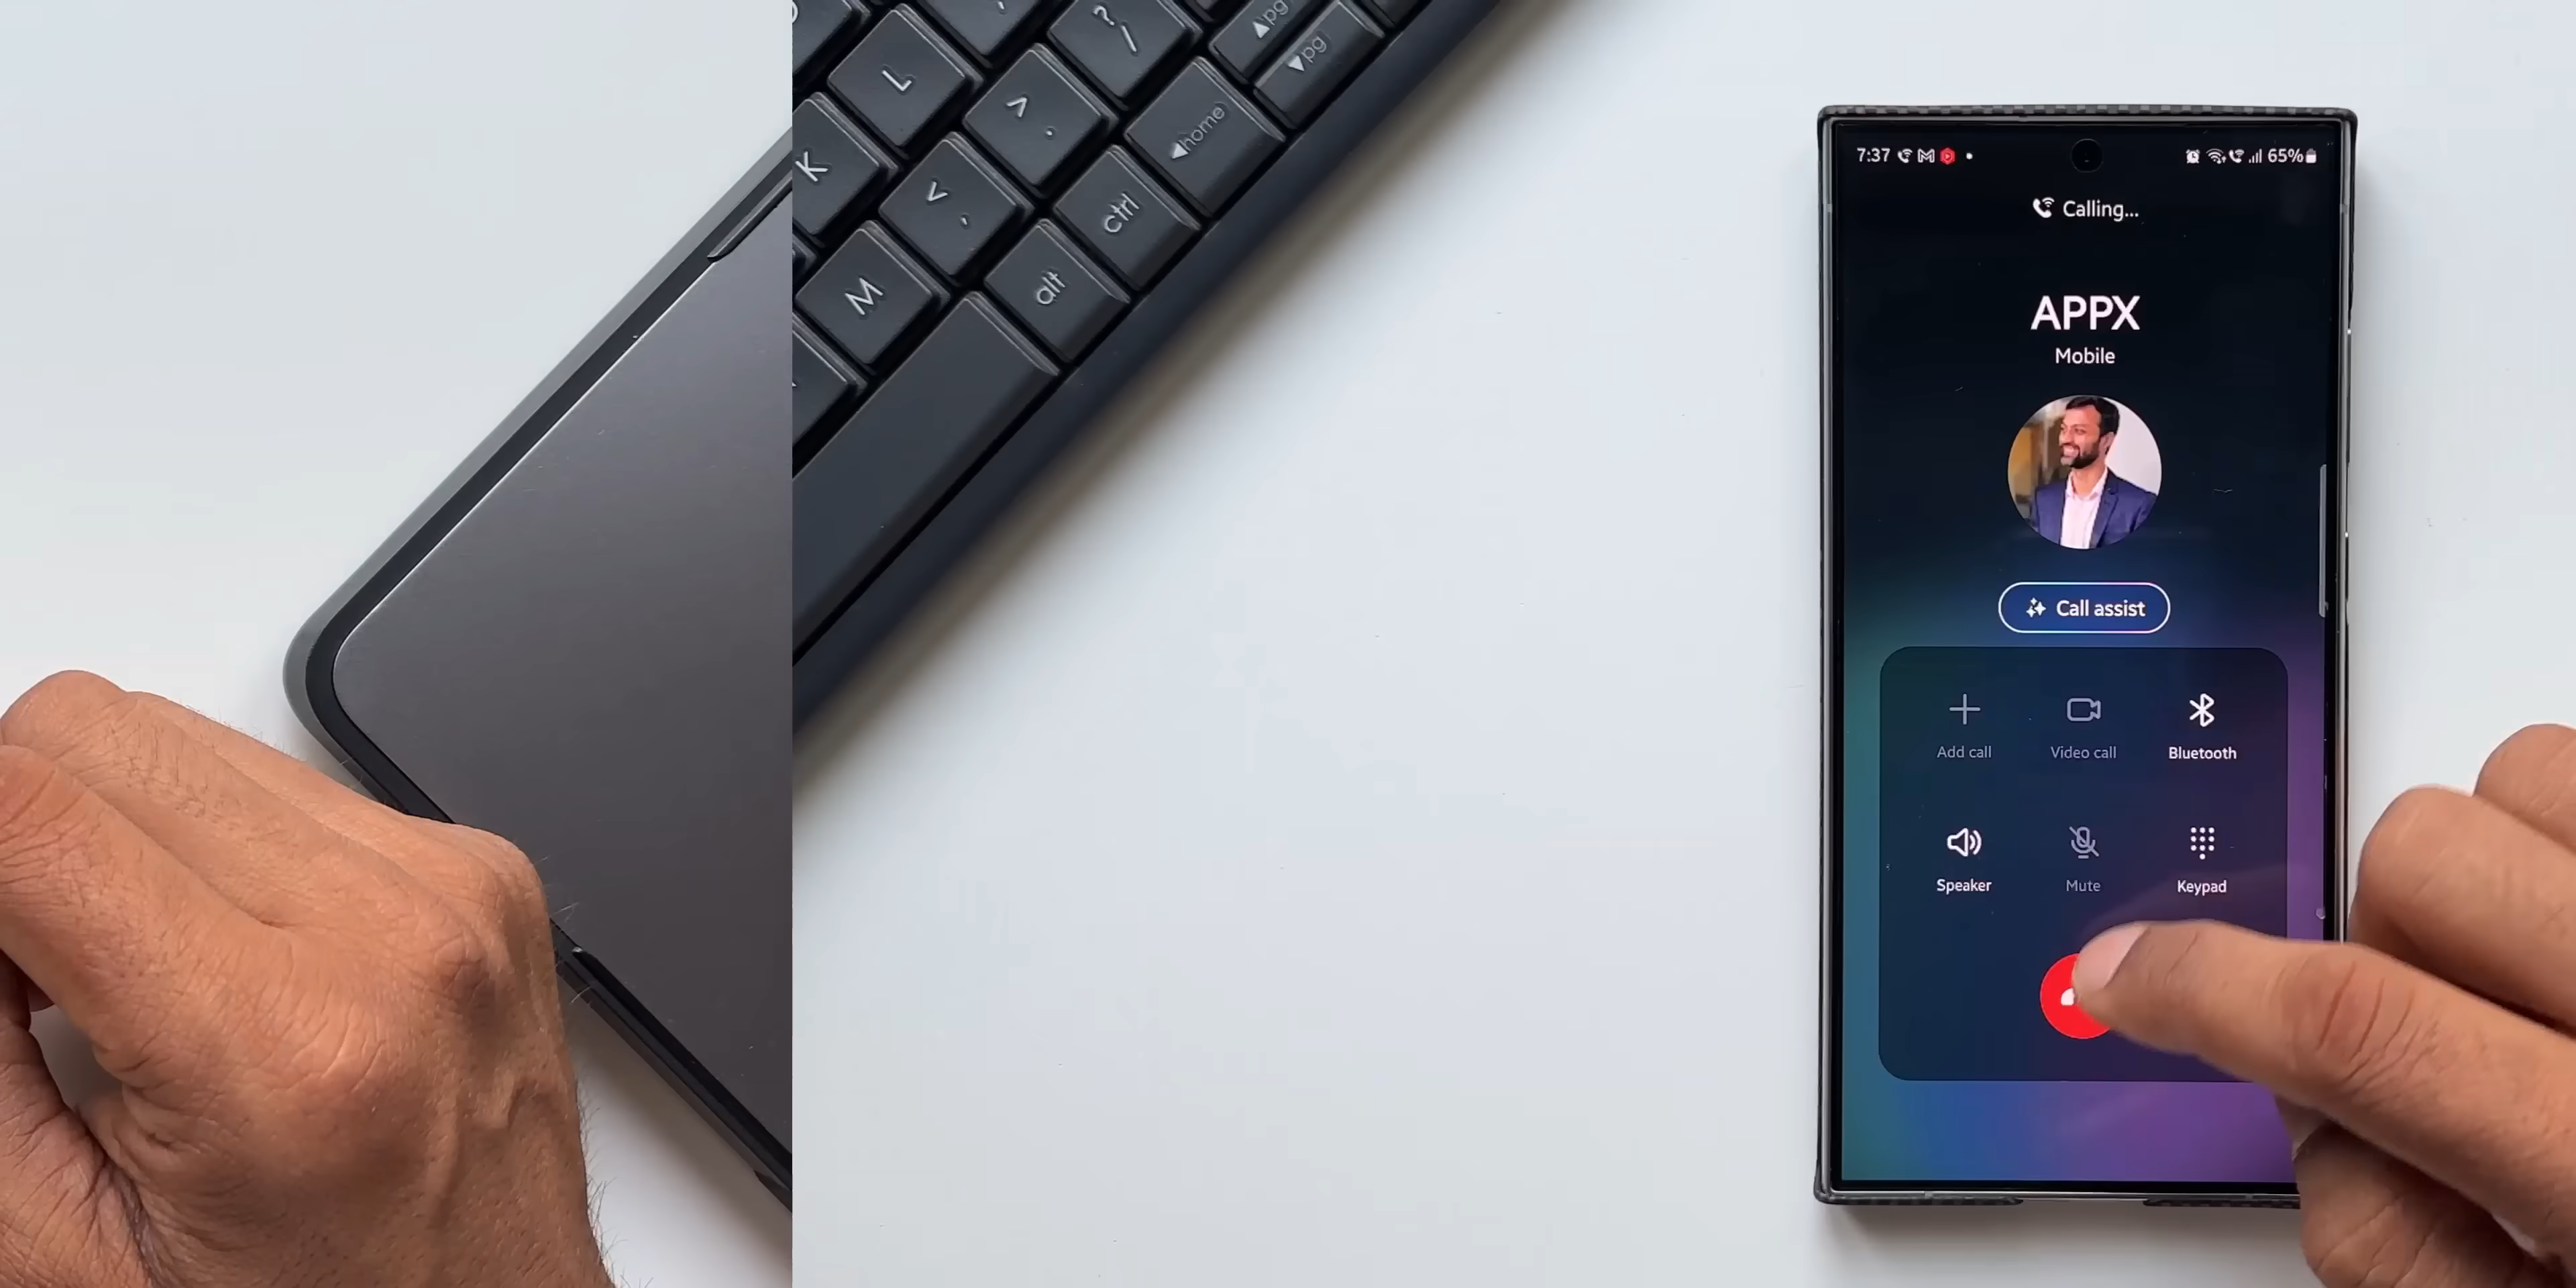 ? /
▲pg
▼pg
L
> .
◀home
K
< ,
ctrl
M
alt
7:37
65%
Calling...
APPX
Mobile
Call assist
Add call
Video call
Bluetooth
Speaker
Mute
Keypad